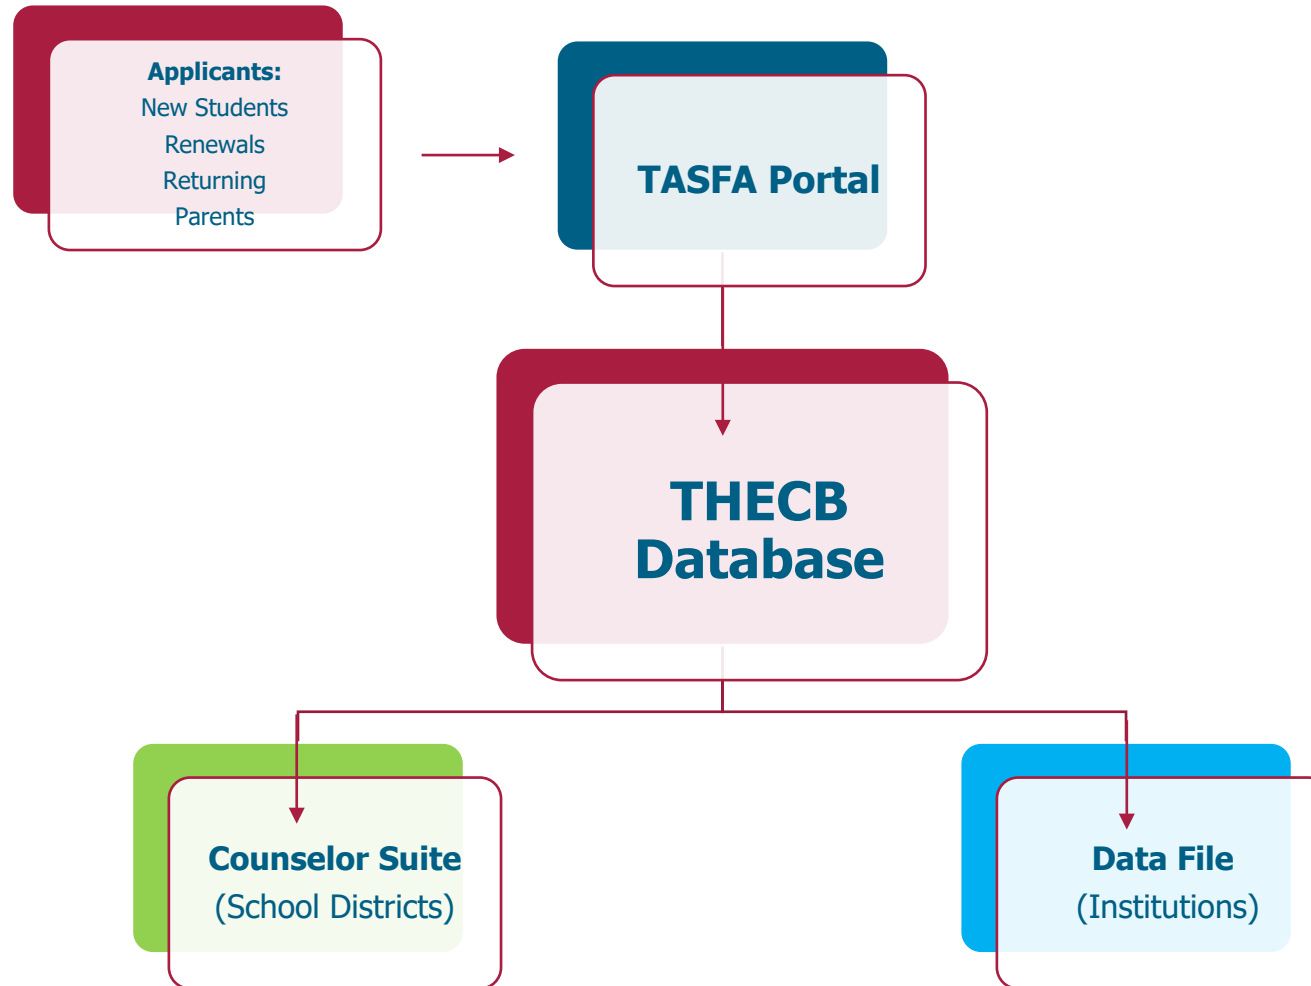 Applicants:
New Students
Renewals
Returning
Parents
TASFA Portal
THECB
Database
Counselor Suite
(School Districts)
Data File
(Institutions)